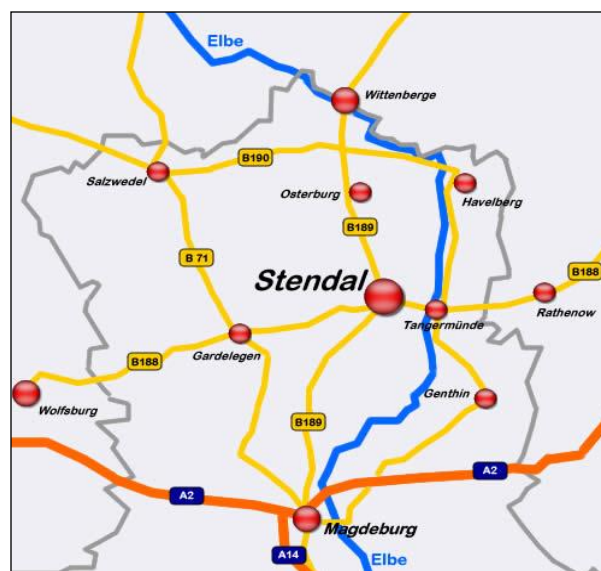 Elbe
Wittenberge
B190
Salzwedel
Osterburg
Havelberg
B189
B 71
Stendal
B188
Tangermünde
Rathenow
Gardelegen
B188
Genthin
Wolfsburg
B189
A2
A2
Magdeburg
A14
Elbe